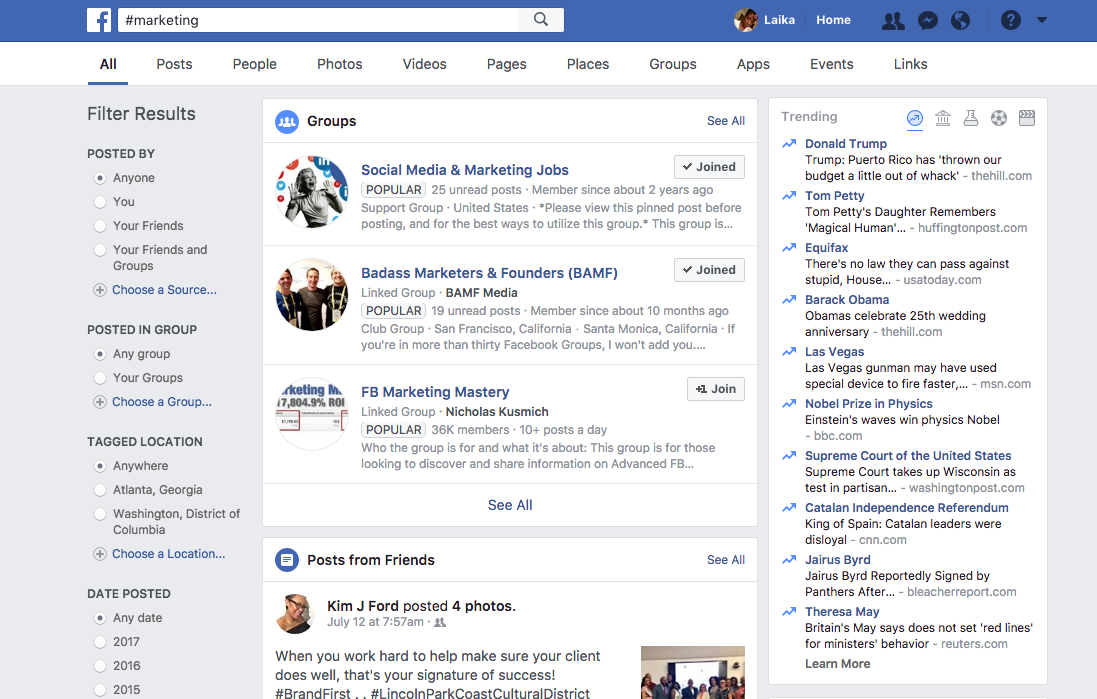 f
#marketing
Laika
Home
?
All
Posts
People
Photos
Videos
Pages
Places
Groups
Apps
Events
Links
Filter Results
POSTED BY
Anyone
You
Your Friends
Your Friends and
Groups
Choose a Source...
POSTED IN GROUP
Any group
Your Groups
Choose a Group...
TAGGED LOCATION
Anywhere
Atlanta, Georgia
Washington, District of
Columbia
Choose a Location...
DATE POSTED
Any date
2017
2016
2015
Groups
See All
Social Media & Marketing Jobs
Joined
POPULAR 25 unread posts · Member since about 2 years ago
Support Group · United States · *Please view this pinned post before
posting, and for the best ways to utilize this group.* This group is...
Badass Marketers & Founders (BAMF)
Joined
Linked Group · BAMF Media
POPULAR 19 unread posts · Member since about 10 months ago
Club Group · San Francisco, California · Santa Monica, California · If
you're in more than thirty Facebook Groups, I won't add you....
rketing M
7,804.9% ROI
FB Marketing Mastery
+1 Join
Linked Group · Nicholas Kusmich
POPULAR 36K members · 10+ posts a day
Who the group is for and what it's about: This group is for those
looking to discover and share information on Advanced FB...
See All
Posts from Friends
See All
Kim J Ford posted 4 photos.
July 12 at 7:57am ·
When you work hard to help make sure your client
does well, that's your signature of success!
#BrandFirst . . #LincolnParkCoastCulturalDistrict
Trending
Donald Trump
Trump: Puerto Rico has 'thrown our
budget a little out of whack' - thehill.com
Tom Petty
Tom Petty's Daughter Remembers
'Magical Human'... - huffingtonpost.com
Equifax
There's no law they can pass against
stupid, House... - usatoday.com
Barack Obama
Obamas celebrate 25th wedding
anniversary - thehill.com
Las Vegas
Las Vegas gunman may have used
special device to fire faster,... - msn.com
Nobel Prize in Physics
Einstein's waves win physics Nobel
- bbc.com
Supreme Court of the United States
Supreme Court takes up Wisconsin as
test in partisan... - washingtonpost.com
Catalan Independence Referendum
King of Spain: Catalan leaders were
disloyal - cnn.com
Jairus Byrd
Jairus Byrd Reportedly Signed by
Panthers After... - bleacherreport.com
Theresa May
Britain's May says does not set 'red lines'
for ministers' behavior - reuters.com
Learn More